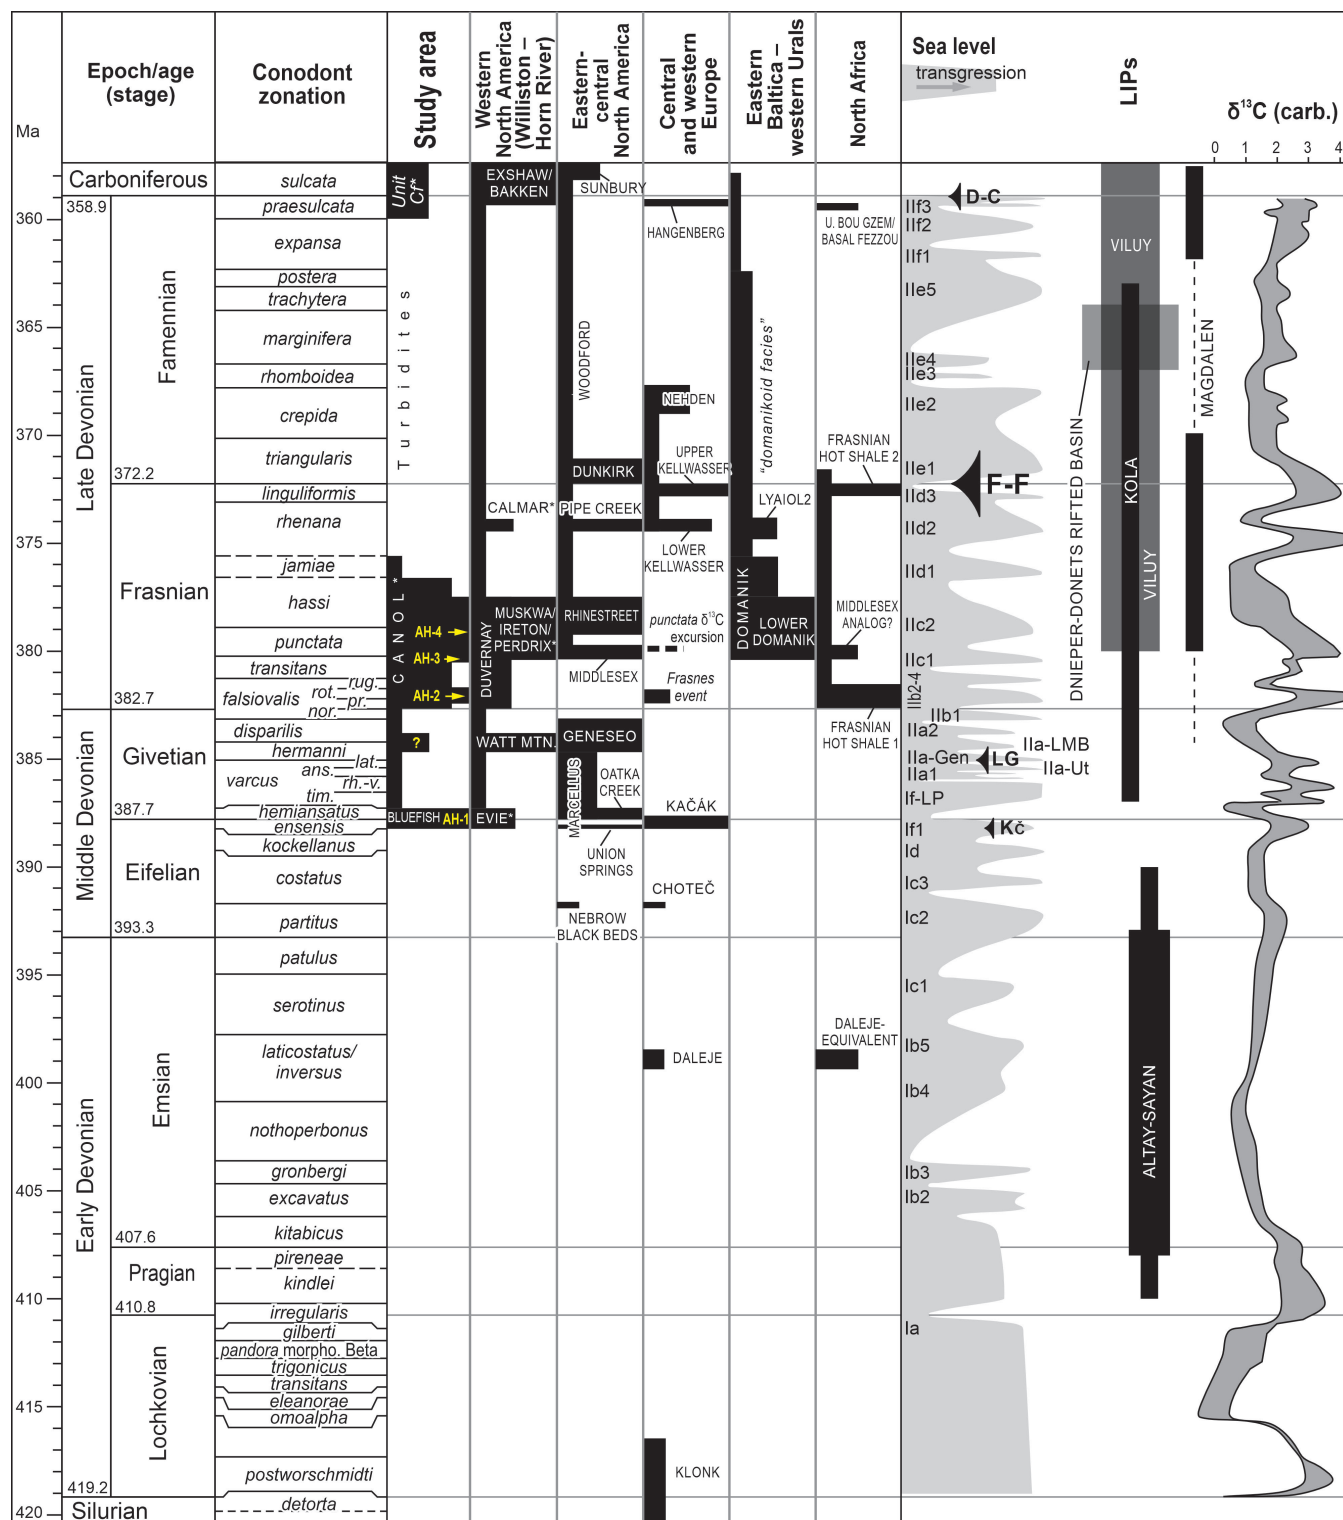 Ma
Epoch/age
(stage)
Conodont
zonation
Study area
Western
North America
(Williston –
Horn River)
Eastern-
central
North America
Central
and western
Europe
Eastern
Baltica –
western Urals
North Africa
Sea level
transgression
LIPs
δ¹³C (carb.)
0 1 2 3 4
360
365
370
375
380
385
390
395
400
405
410
415
420
Carboniferous
358.9
Late Devonian
Famennian
372.2
Frasnian
382.7
Middle Devonian
Givetian
387.7
Eifelian
393.3
Early Devonian
Emsian
407.6
Pragian
410.8
Lochkovian
419.2
Silurian
sulcata
praesulcata
expansa
postera
trachytera
marginifera
rhomboidea
crepida
triangularis
linguliformis
rhenana
jamiae
hassi
punctata
transitans
falsiovalis
rug.
rot.
pr.
nor.
disparilis
hermanni
varcus
lat.
ans.
rh.-v.
tim.
hemiansatus
ensensis
kockellanus
costatus
partitus
patulus
serotinus
laticostatus/
inversus
nothoperbonus
gronbergi
excavatus
kitabicus
pireneae
kindlei
irregularis
gilberti
pandora morpho. Beta
trigonicus
transitans
eleanorae
omoalpha
postworschmidti
detorta
Unit
Cf*
Turbidites
CANOL*
AH-4
AH-3
AH-2
?
BLUEFISH AH-1
EXSHAW/
BAKKEN
CALMAR*
MUSKWA/
IRETON/
PERDRIX*
DUVERNAY
WATT MTN.
EVIE*
SUNBURY
WOODFORD
DUNKIRK
PIPE CREEK
RHINESTREET
MIDDLESEX
GENESEO
MARCELLUS
OATKA
CREEK
UNION
SPRINGS
NEBROW
BLACK BEDS
HANGENBERG
NEHDEN
UPPER
KELLWASSER
LOWER
KELLWASSER
punctata δ¹³C
excursion
Frasnes
event
KAČÁK
CHOTEČ
DALEJE
KLONK
"domanikoid facies"
LYAIOL2
DOMANIK
LOWER
DOMANIK
U. BOU GZEM/
BASAL FEZZOU
FRASNIAN
HOT SHALE 2
MIDDLESEX
ANALOG?
FRASNIAN
HOT SHALE 1
DALEJE-
EQUIVALENT
D-C
IIf3
IIf2
IIf1
IIe5
IIe4
IIe3
IIe2
IIe1
F-F
IId3
IId2
IId1
IIc2
IIc1
IIb2-4
IIb1
IIa2
IIa-LMB
IIa-Gen
LG
IIa-Ut
IIa1
If-LP
If1
Kč
Id
Ic3
Ic2
Ic1
Ib5
Ib4
Ib3
Ib2
Ia
VILUY
DNIEPER-DONETS RIFTED BASIN
KOLA
VILUY
MAGDALEN
ALTAY-SAYAN